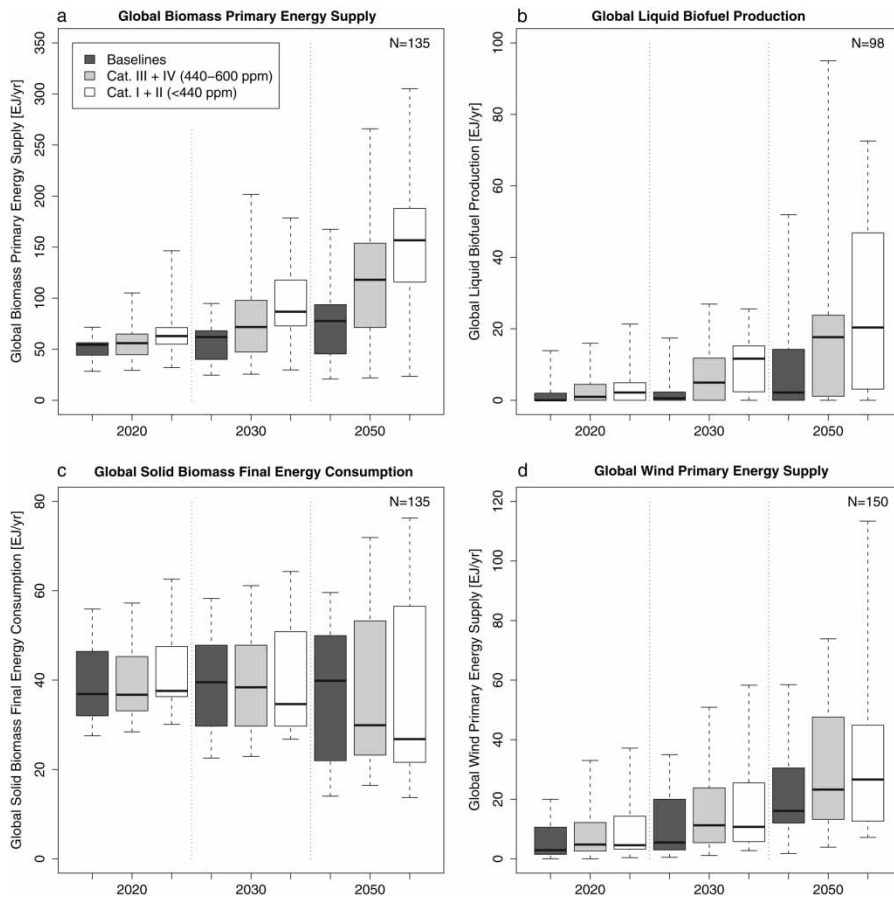 a
Global Biomass Primary Energy Supply
N=135
Baselines
Cat. III + IV (440–600 ppm)
Cat. I + II (<440 ppm)
Global Biomass Primary Energy Supply [EJ/yr]
350
300
250
200
150
100
50
0
2020 2030 2050
b
Global Liquid Biofuel Production
N=98
Global Liquid Biofuel Production [EJ/yr]
100
80
60
40
20
0
2020 2030 2050
c
Global Solid Biomass Final Energy Consumption
N=135
Global Solid Biomass Final Energy Consumption [EJ/yr]
80
60
40
20
0
2020 2030 2050
d
Global Wind Primary Energy Supply
N=150
Global Wind Primary Energy Supply [EJ/yr]
120
100
80
60
40
20
0
2020 2030 2050